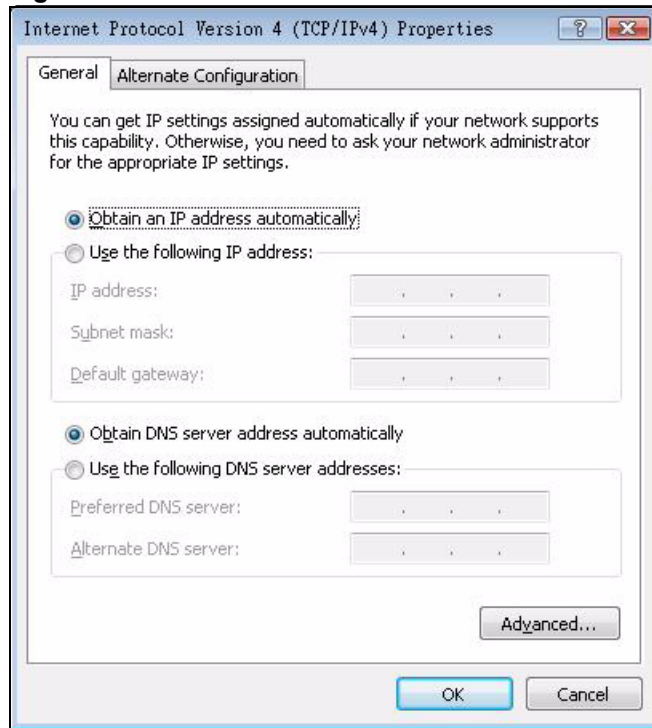 Internet Protocol Version 4 (TCP/IPv4) Properties
General
Alternate Configuration
You can get IP settings assigned automatically if your network supports
this capability. Otherwise, you need to ask your network administrator
for the appropriate IP settings.
Obtain an IP address automatically
Use the following IP address:
IP address:
Subnet mask:
Default gateway:
Obtain DNS server address automatically
Use the following DNS server addresses:
Preferred DNS server:
Alternate DNS server:
Advanced...
OK
Cancel